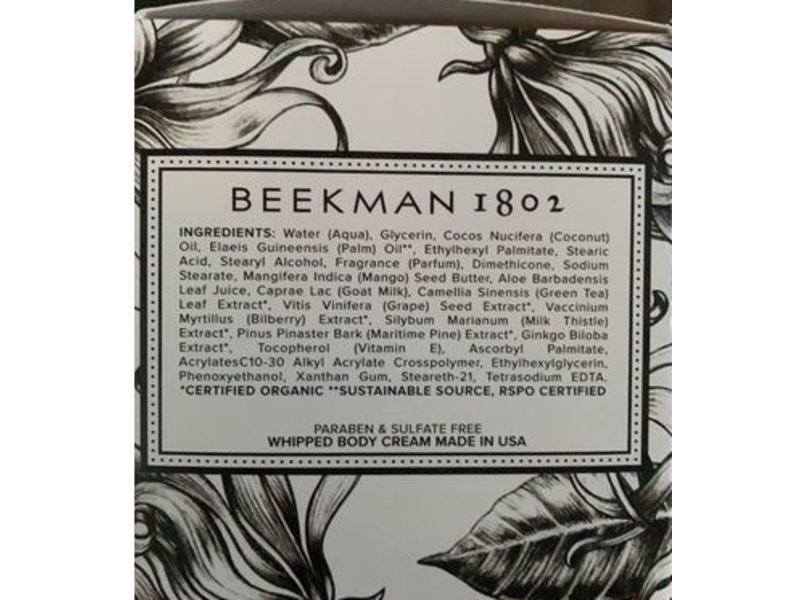 BEEKMAN 1802
INGREDIENTS: Water (Aqua), Glycerin, Cocos Nucifera (Coconut)
Oil, Elaeis Guineensis (Palm) Oil**, Ethylhexyl Palmitate, Stearic
Acid, Stearyl Alcohol, Fragrance (Parfum), Dimethicone, Sodium
Stearate, Mangifera Indica (Mango) Seed Butter, Aloe Barbadensis
Leaf Juice, Caprae Lac (Goat Milk), Camellia Sinensis (Green Tea)
Leaf Extract*, Vitis Vinifera (Grape) Seed Extract*, Vaccinium
Myrtillus (Bilberry) Extract*, Silybum Marianum (Milk Thistle)
Extract*, Pinus Pinaster Bark (Maritime Pine) Extract*, Ginkgo Biloba
Extract*, Tocopherol (Vitamin E), Ascorbyl Palmitate,
AcrylatesC10-30 Alkyl Acrylate Crosspolymer, Ethylhexylglycerin,
Phenoxyethanol, Xanthan Gum, Steareth-21, Tetrasodium EDTA.
*CERTIFIED ORGANIC **SUSTAINABLE SOURCE, RSPO CERTIFIED
PARABEN & SULFATE FREE
WHIPPED BODY CREAM MADE IN USA